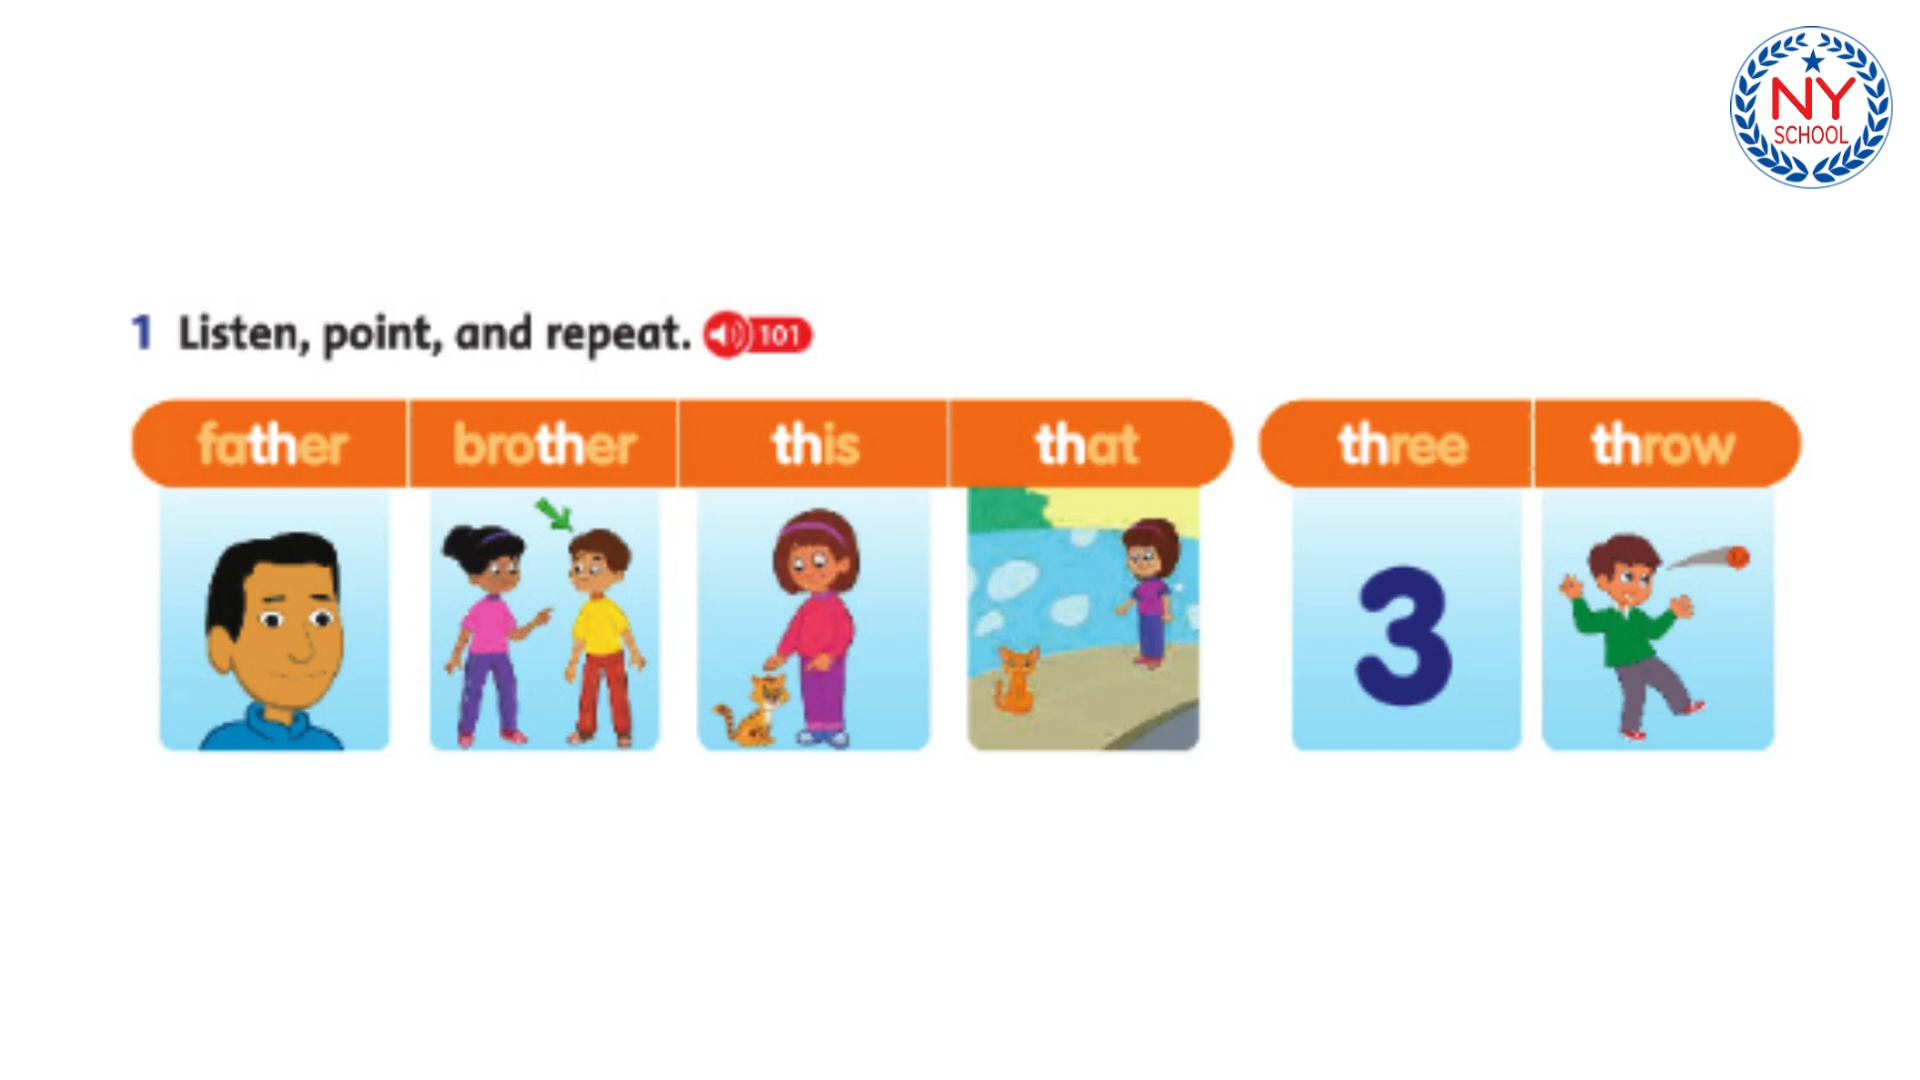 NY
SCHOOL
1 Listen, point, and repeat. 101
father brother this that three throw
3